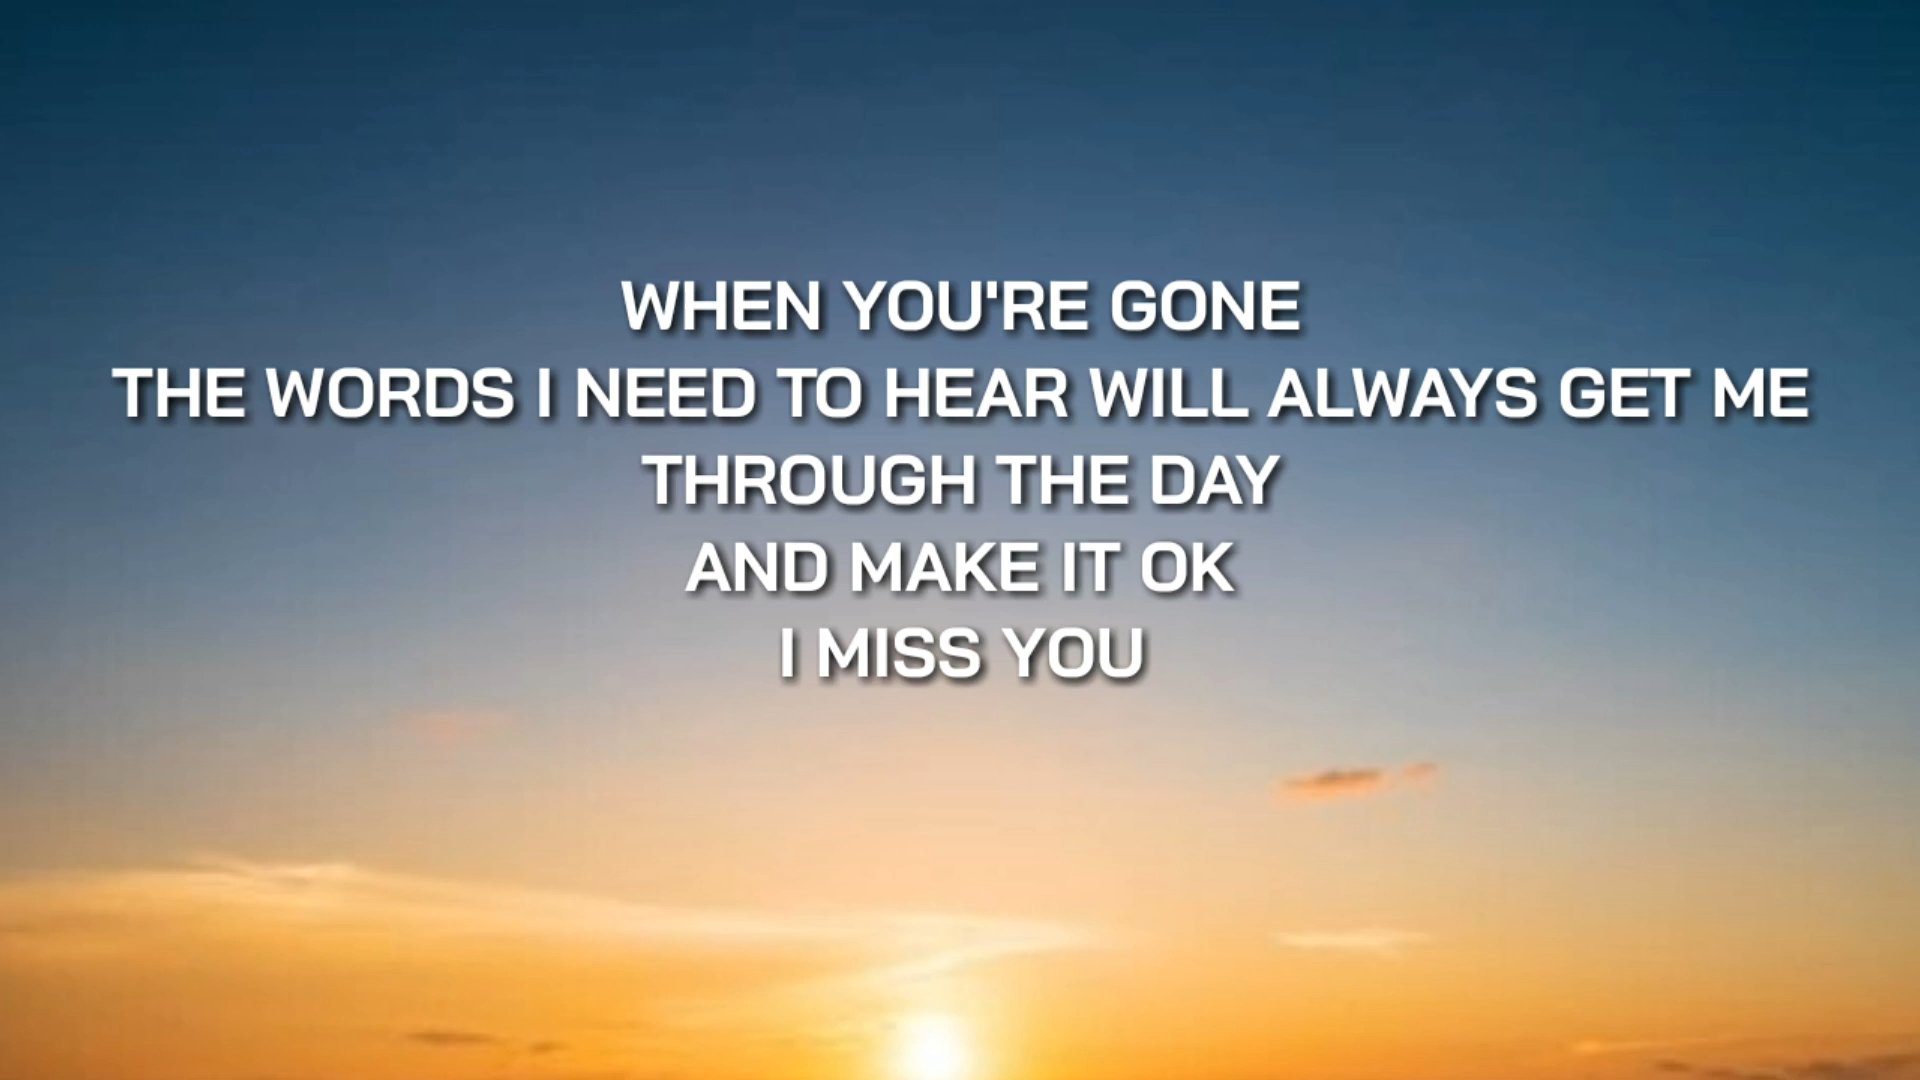 WHEN YOU'RE GONE
THE WORDS I NEED TO HEAR WILL ALWAYS GET ME
THROUGH THE DAY
AND MAKE IT OK
I MISS YOU